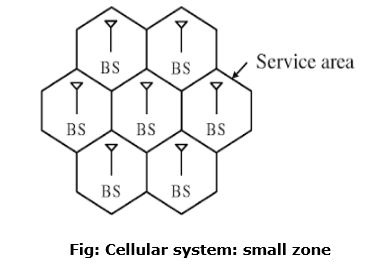 BS BS
Service area
BS BS BS
BS BS
Fig: Cellular system: small zone